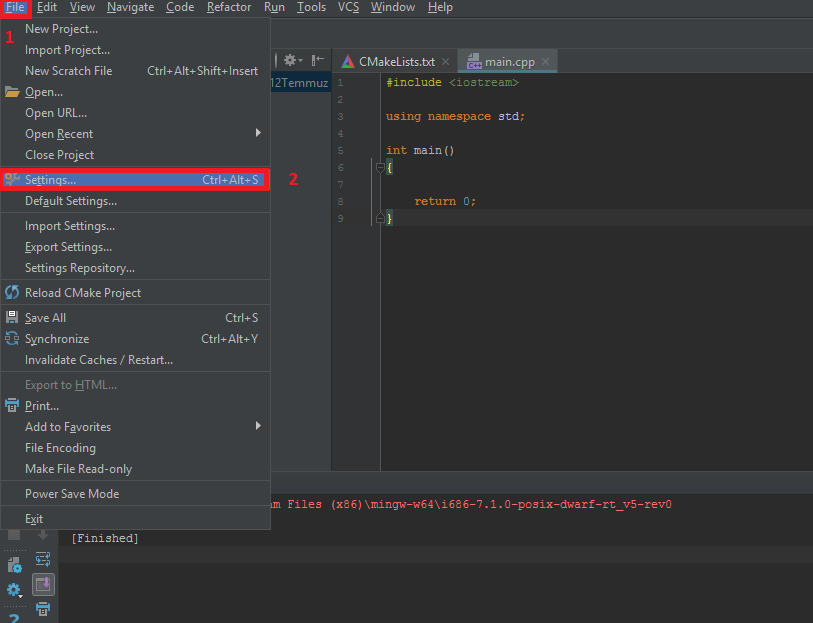 File Edit View Navigate Code Refactor Run Tools VCS Window Help
1
New Project...
Import Project...
New Scratch File Ctrl+Alt+Shift+Insert
Open...
Open URL...
Open Recent
Close Project
Settings... Ctrl+Alt+S
2
Default Settings...
Import Settings...
Export Settings...
Settings Repository...
Reload CMake Project
Save All Ctrl+S
Synchronize Ctrl+Alt+Y
Invalidate Caches / Restart...
Export to HTML...
Print...
Add to Favorites
File Encoding
Make File Read-only
Power Save Mode
Exit
12Temmuz
CMakeLists.txt main.cpp
1 #include <iostream>
2
3 using namespace std;
4
5 int main()
6 {
7
8 return 0;
9 }
am Files (x86)\mingw-w64\i686-7.1.0-posix-dwarf-rt_v5-rev0
[Finished]
?